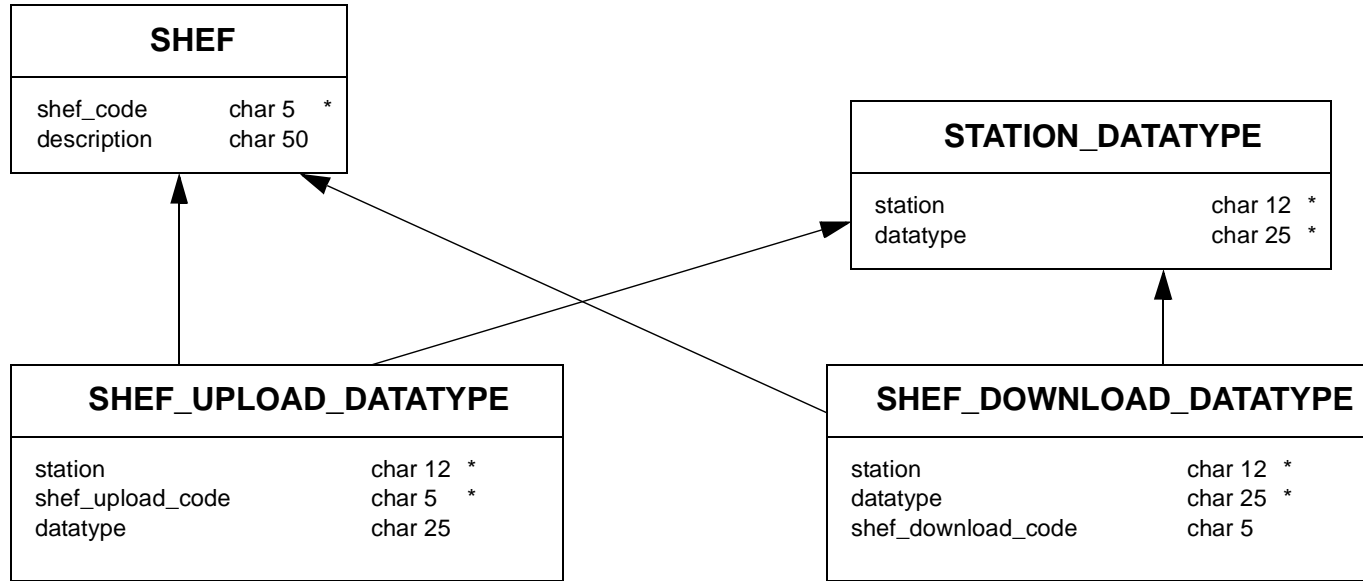 SHEF
shef_code char 5 *
description char 50
STATION_DATATYPE
station char 12 *
datatype char 25 *
SHEF_UPLOAD_DATATYPE
station char 12 *
shef_upload_code char 5 *
datatype char 25
SHEF_DOWNLOAD_DATATYPE
station char 12 *
datatype char 25 *
shef_download_code char 5